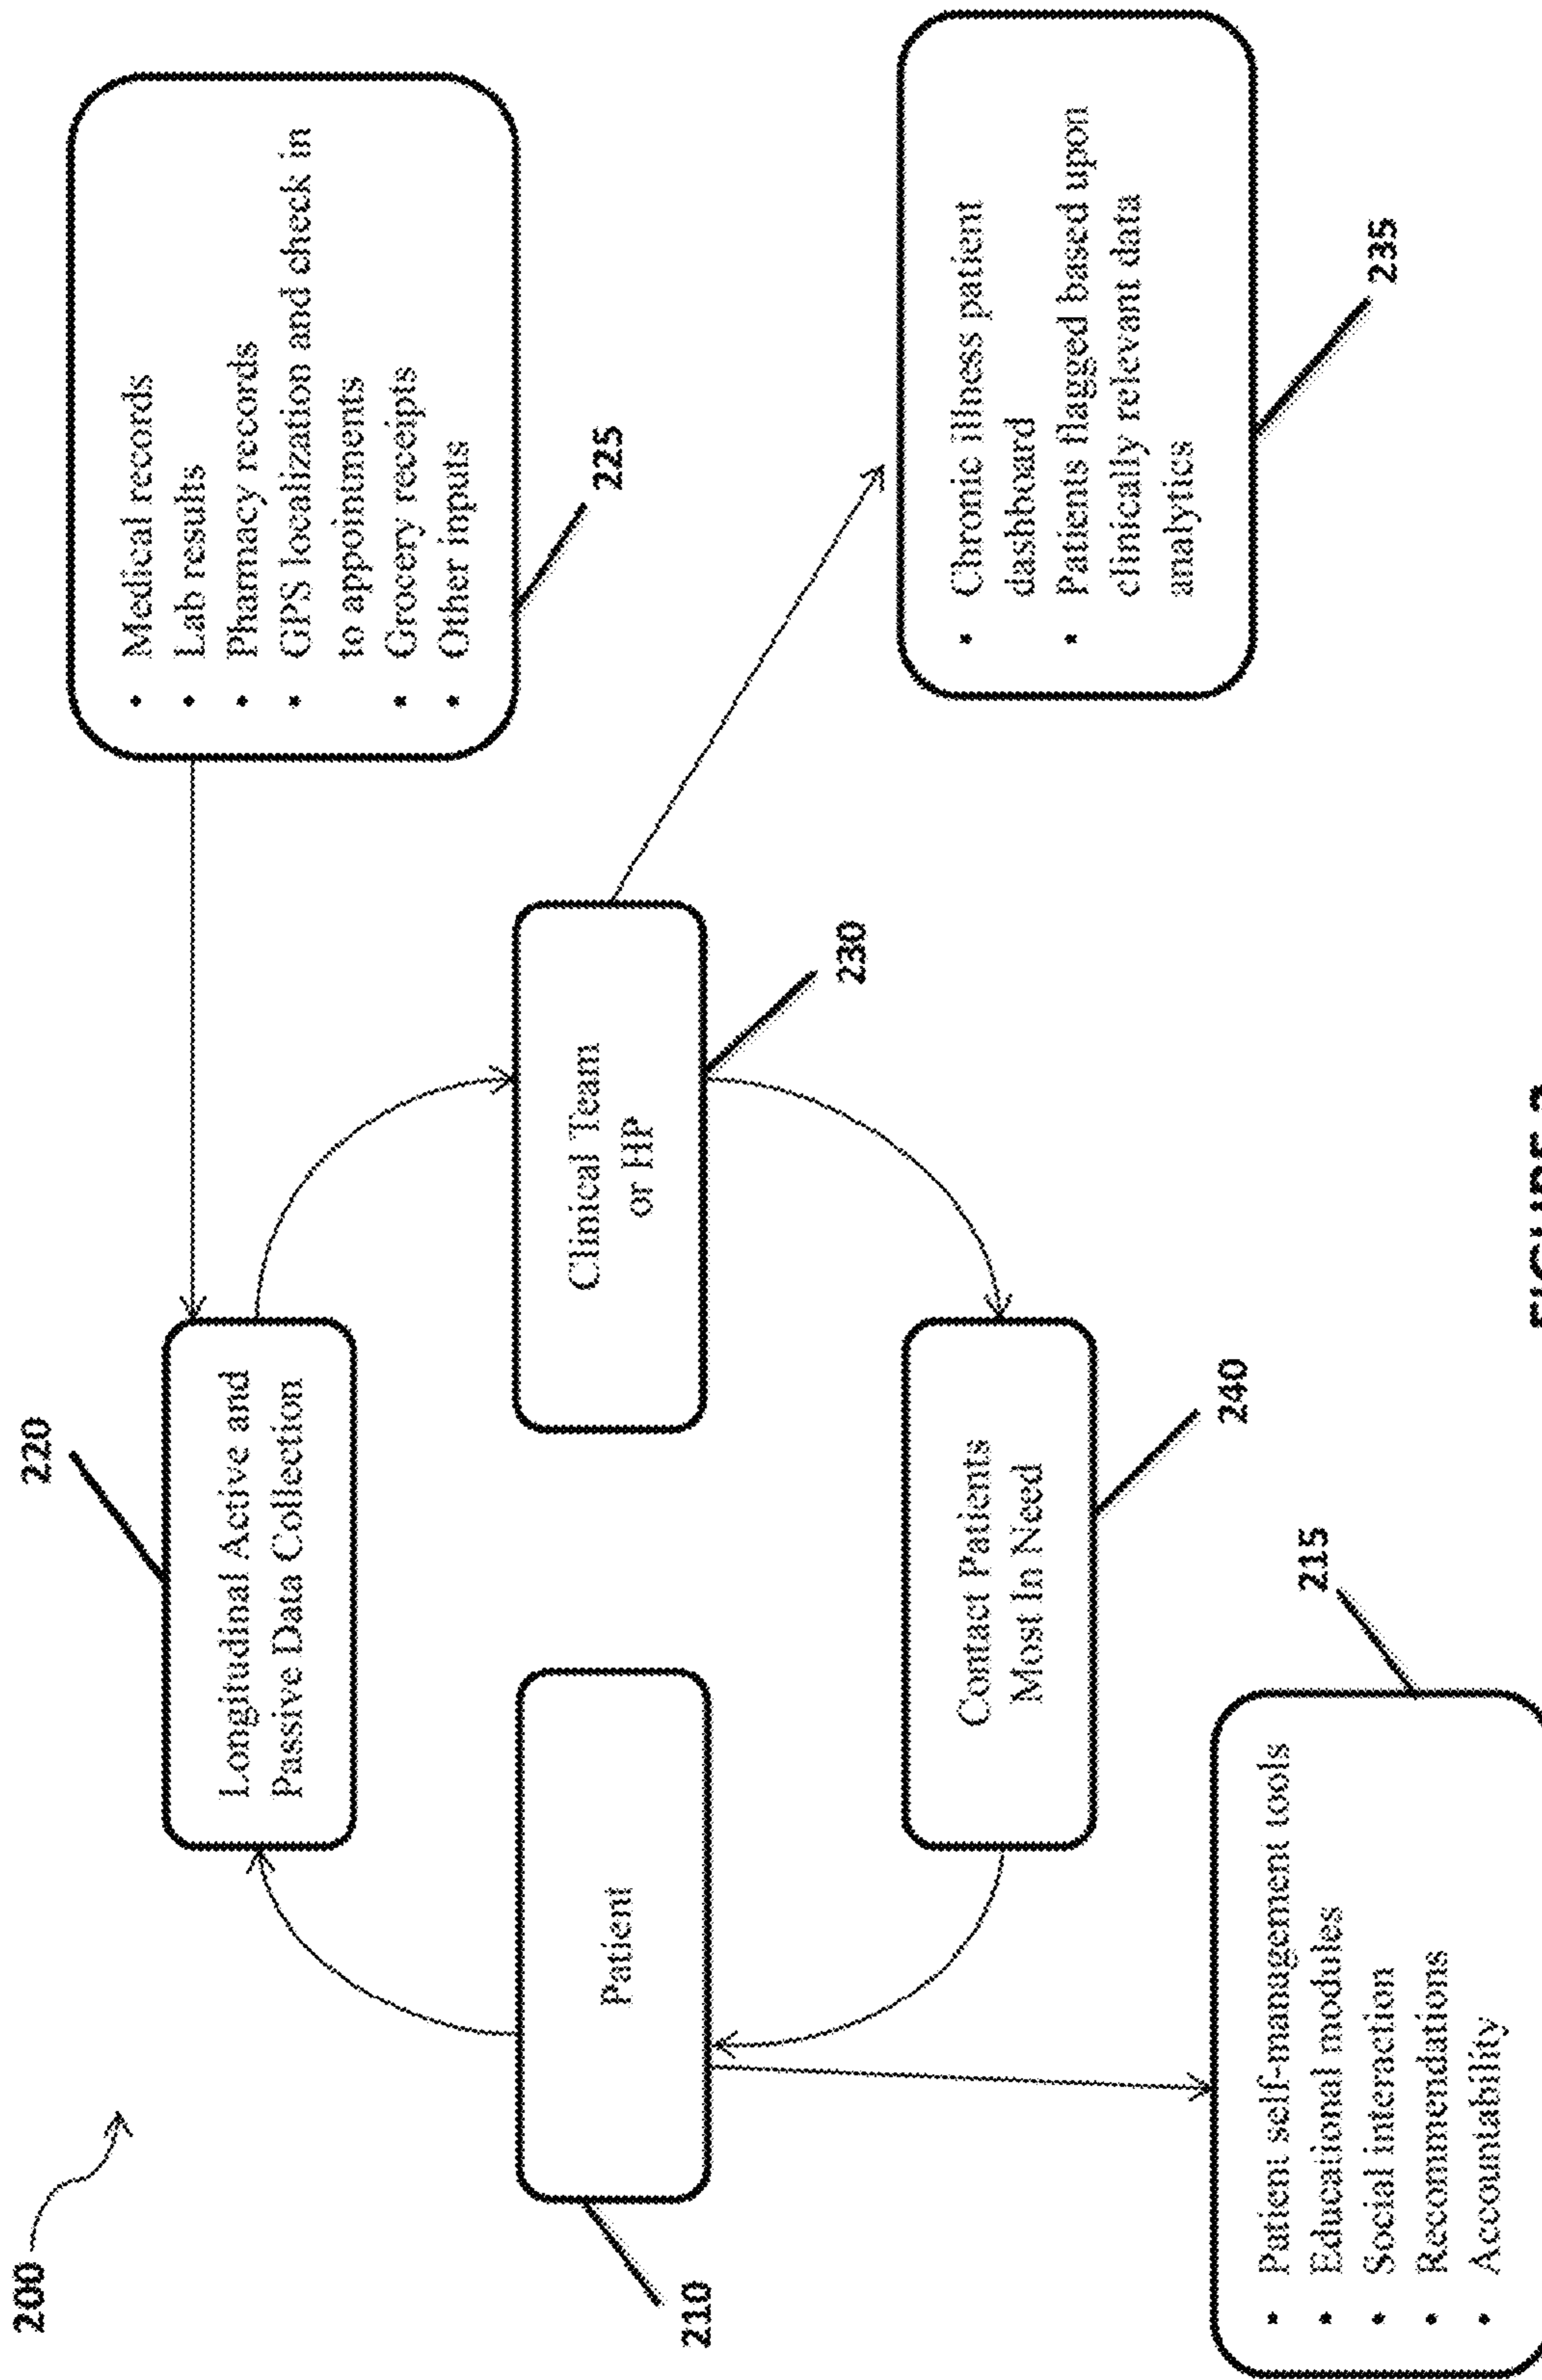 200
220
Longitudinal Active and
Passive Data Collection
• Medical records
• Lab results
• Pharmacy records
• GPS localization and check in
to appointments
• Grocery receipts
• Other inputs
225
210
Patient
Clinical Team
or HP
230
Contact Patients
Most In Need
240
• Chronic illness patient
dashboard
• Patients flagged based upon
clinically relevant data
analytics
235
215
• Patient self-management tools
• Educational modules
• Social interaction
• Recommendations
• Accountability
FIGURE